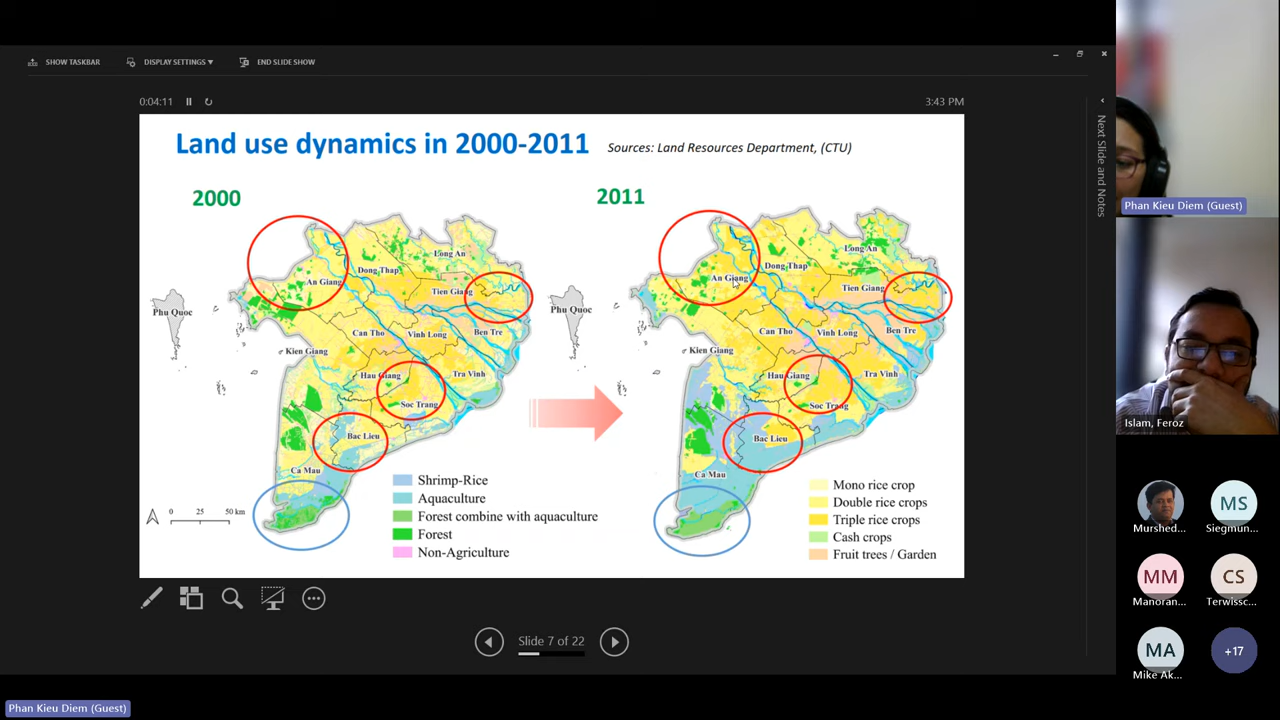 SHOW TASKBAR
DISPLAY SETTINGS ▾
END SLIDE SHOW
0:04:11
3:43 PM
Land use dynamics in 2000-2011
Sources: Land Resources Department, (CTU)
2000
Long An
Dong Thap
An Giang
Tien Giang
Phu Quoc
Can Tho
Vinh Long
Ben Tre
Kien Giang
Hau Giang
Tra Vinh
Soc Trang
Bac Lieu
Ca Mau
0 25 50 km
Shrimp-Rice
Aquaculture
Forest combine with aquaculture
Forest
Non-Agriculture
2011
Long An
Dong Thap
An Giang
Tien Giang
Phu Quoc
Can Tho
Vinh Long
Ben Tre
Kien Giang
Hau Giang
Tra Vinh
Soc Trang
Bac Lieu
Ca Mau
Mono rice crop
Double rice crops
Triple rice crops
Cash crops
Fruit trees / Garden
Slide 7 of 22
Next Slide and Notes
Phan Kieu Diem (Guest)
Islam, Feroz
Murshed...
MS
Siegmun...
MM
Manoran...
CS
Terwissc...
MA
Mike Ak...
+17
Phan Kieu Diem (Guest)